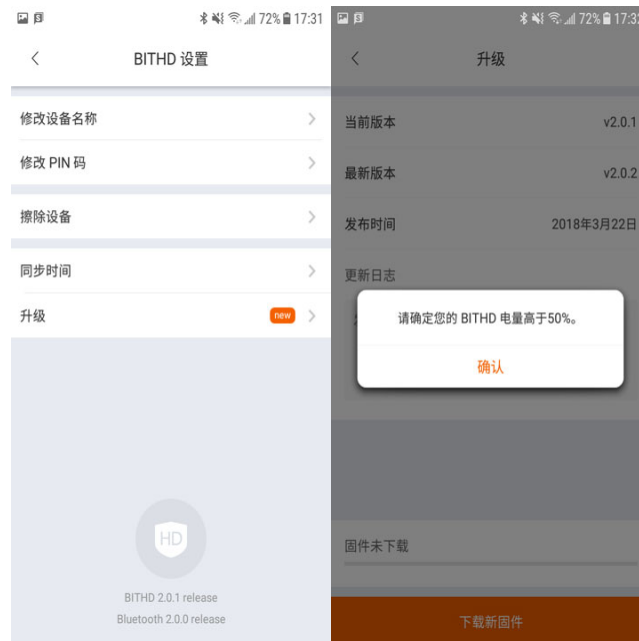 72% 17:31
BITHD 设置
修改设备名称
修改 PIN 码
擦除设备
同步时间
升级 new
HD
BITHD 2.0.1 release
Bluetooth 2.0.0 release
72% 17:32
升级
当前版本 v2.0.1
最新版本 v2.0.2
发布时间 2018年3月22日
更新日志
请确定您的 BITHD 电量高于50%。
确认
固件未下载
下载新固件